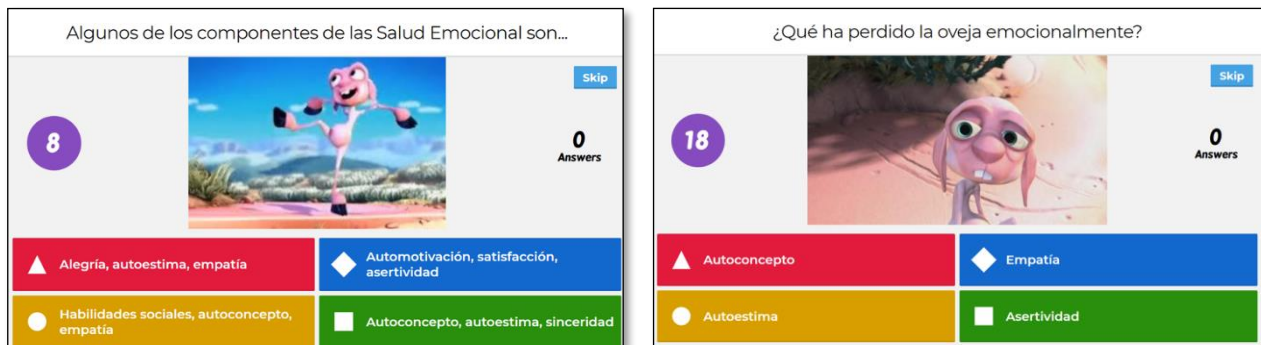 Algunos de los componentes de las Salud Emocional son...
Skip
8
0
Answers
Alegría, autoestima, empatía
Automotivación, satisfacción,
asertividad
Habilidades sociales, autoconcepto,
empatía
Autoconcepto, autoestima, sinceridad
¿Qué ha perdido la oveja emocionalmente?
Skip
18
0
Answers
Autoconcepto
Empatía
Autoestima
Asertividad